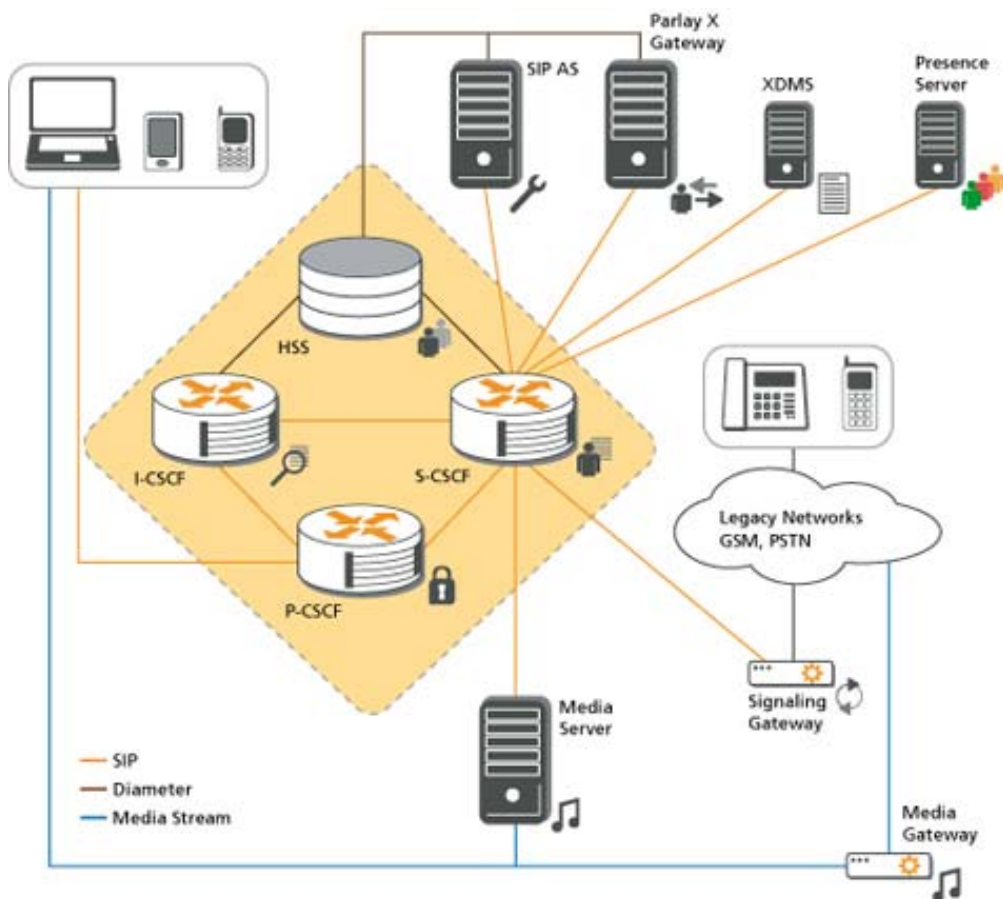 Parlay X
Gateway
SIP AS
XDMS
Presence
Server
HSS
I-CSCF
S-CSCF
P-CSCF
Legacy Networks
GSM, PSTN
Signaling
Gateway
Media
Server
SIP
Diameter
Media Stream
Media
Gateway